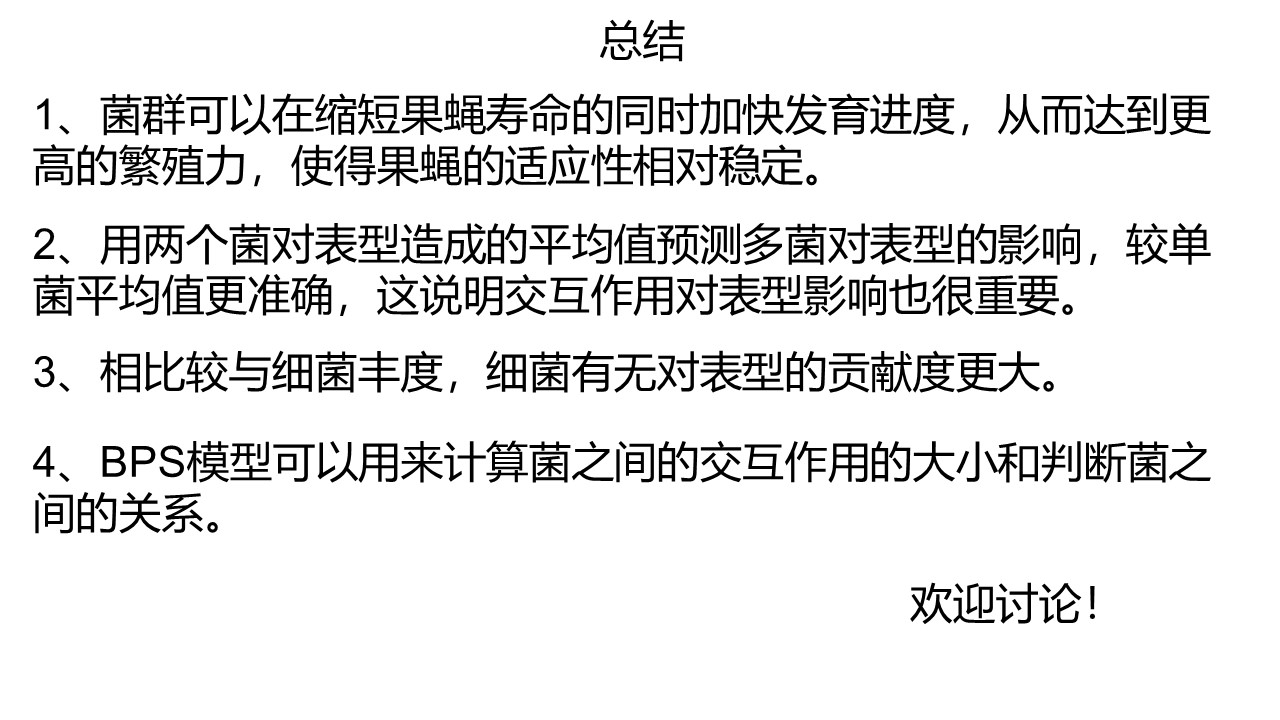 总结
1、菌群可以在缩短果蝇寿命的同时加快发育进度，从而达到更
高的繁殖力，使得果蝇的适应性相对稳定。
2、用两个菌对表型造成的平均值预测多菌对表型的影响，较单
菌平均值更准确，这说明交互作用对表型影响也很重要。
3、相比较与细菌丰度，细菌有无对表型的贡献度更大。
4、BPS模型可以用来计算菌之间的交互作用的大小和判断菌之
间的关系。
欢迎讨论！